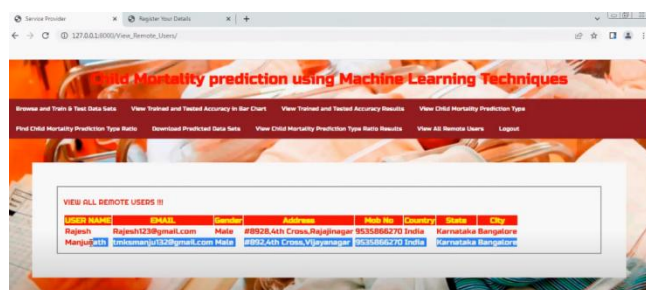 Service Provider Register Your Details
127.0.0.1:8000/View_Remote_Users/
Child Mortality prediction using Machine Learning Techniques
Browse and Train & Test Data Sets View Trained and Tested Accuracy in Bar Chart View Trained and Tested Accuracy Results View Child Mortality Prediction Type
Find Child Mortality Prediction Type Ratio Download Predicted Data Sets View Child Mortality Prediction Type Ratio Results View All Remote Users Logout
VIEW ALL REMOTE USERS !!!
USER NAME EMAIL Gender Address Mob No Country State City
Rajesh Rajesh123@gmail.com Male #8928,4th Cross,Rajajinagar 9535866270 India Karnataka Bangalore
Manjunath tmksmanju132@gmail.com Male #892,4th Cross,Vijayanagar 9535866270 India Karnataka Bangalore